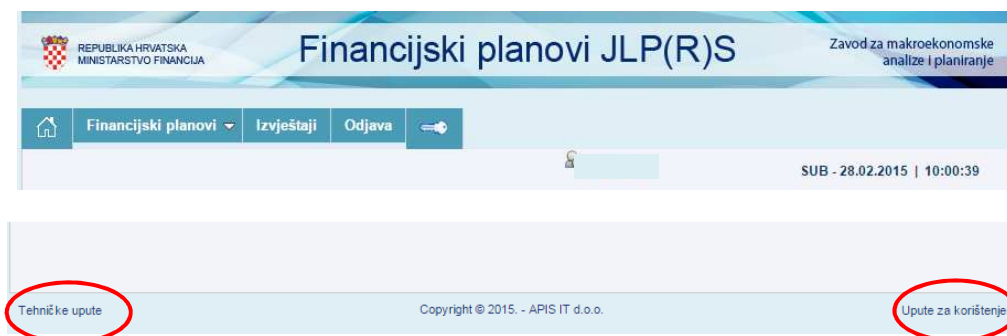 REPUBLIKA HRVATSKA
MINISTARSTVO FINANCIJA
Financijski planovi JLP(R)S
Zavod za makroekonomske
analize i planiranje
Financijski planovi Izvještaji Odjava
SUB - 28.02.2015 | 10:00:39
Tehničke upute Copyright © 2015. - APIS IT d.o.o. Upute za korištenje